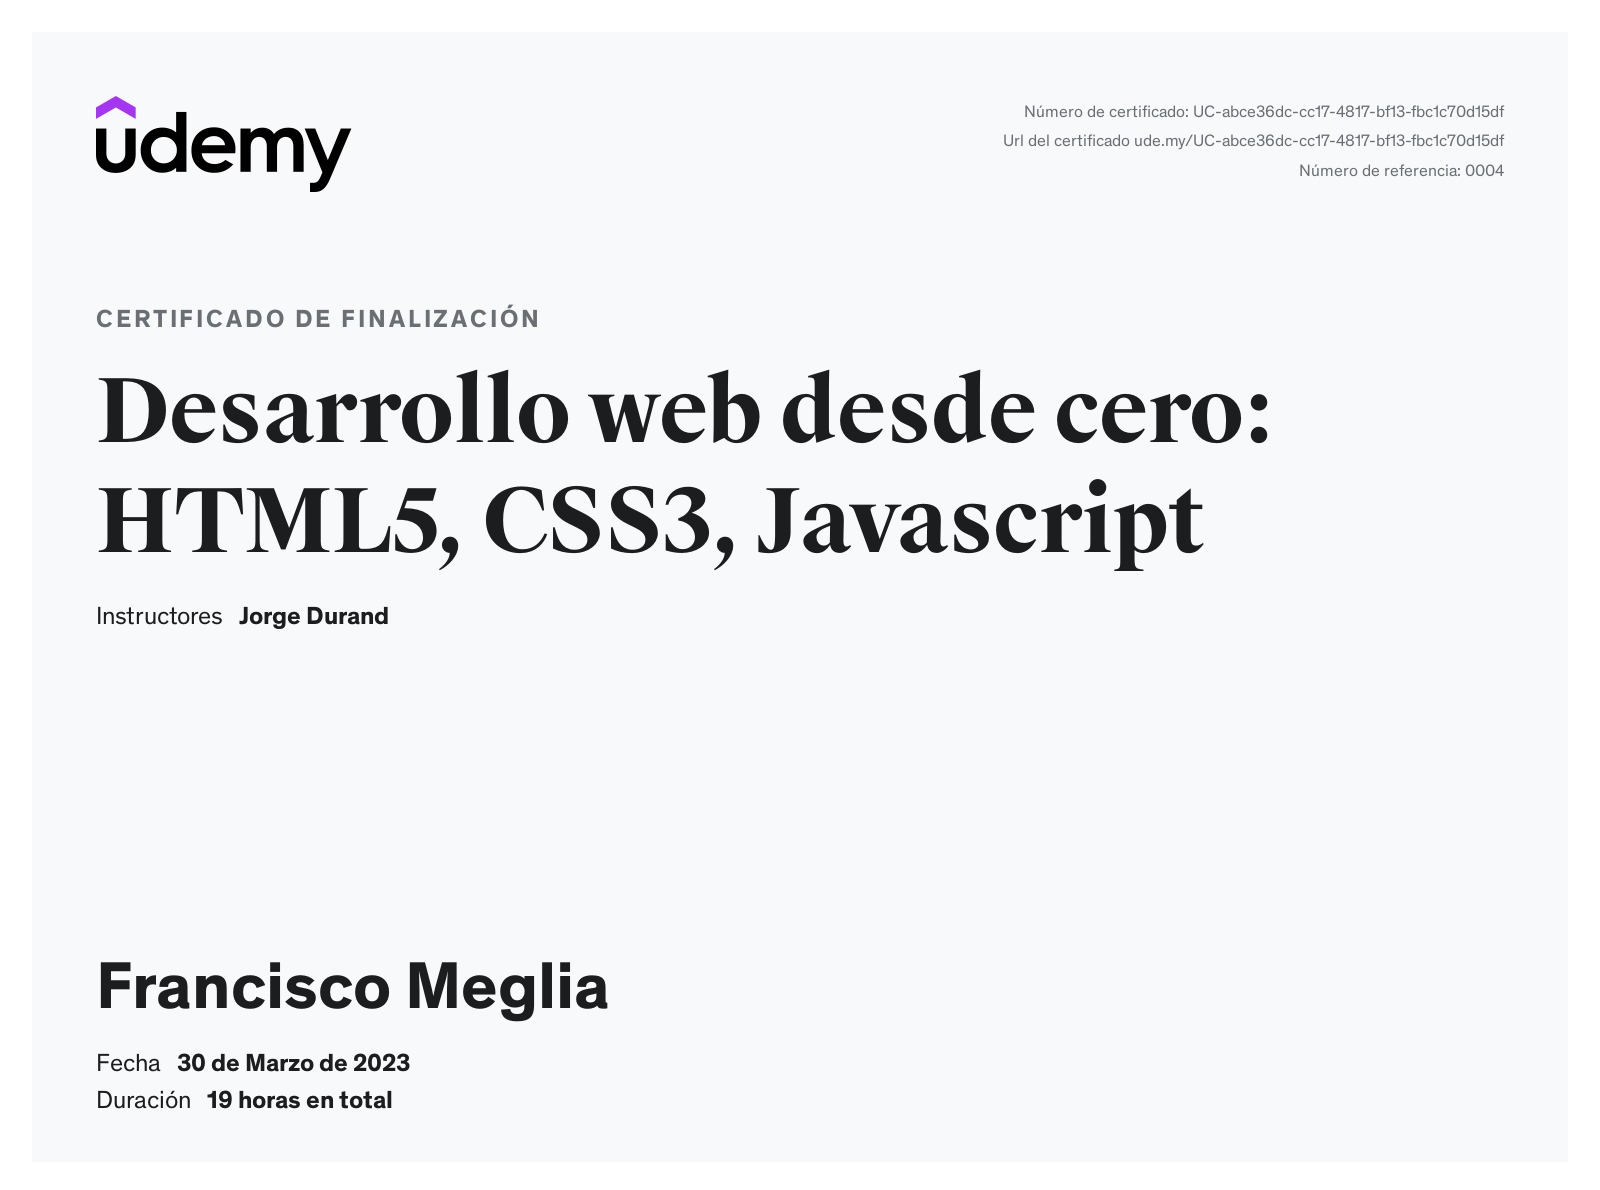 udemy
Número de certificado: UC-abce36dc-cc17-4817-bf13-fbc1c70d15df
Url del certificado ude.my/UC-abce36dc-cc17-4817-bf13-fbc1c70d15df
Número de referencia: 0004
CERTIFICADO DE FINALIZACIÓN
Desarrollo web desde cero:
HTML5, CSS3, Javascript
Instructores Jorge Durand
Francisco Meglia
Fecha 30 de Marzo de 2023
Duración 19 horas en total